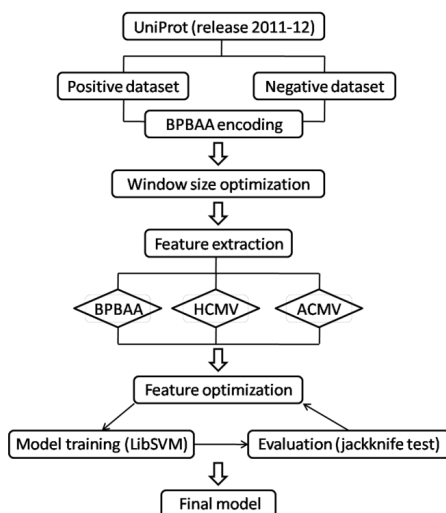 UniProt (release 2011-12)
Positive dataset
Negative dataset
BPBAA encoding
Window size optimization
Feature extraction
BPBAA
HCMV
ACMV
Feature optimization
Model training (LibSVM)
Evaluation (jackknife test)
Final model